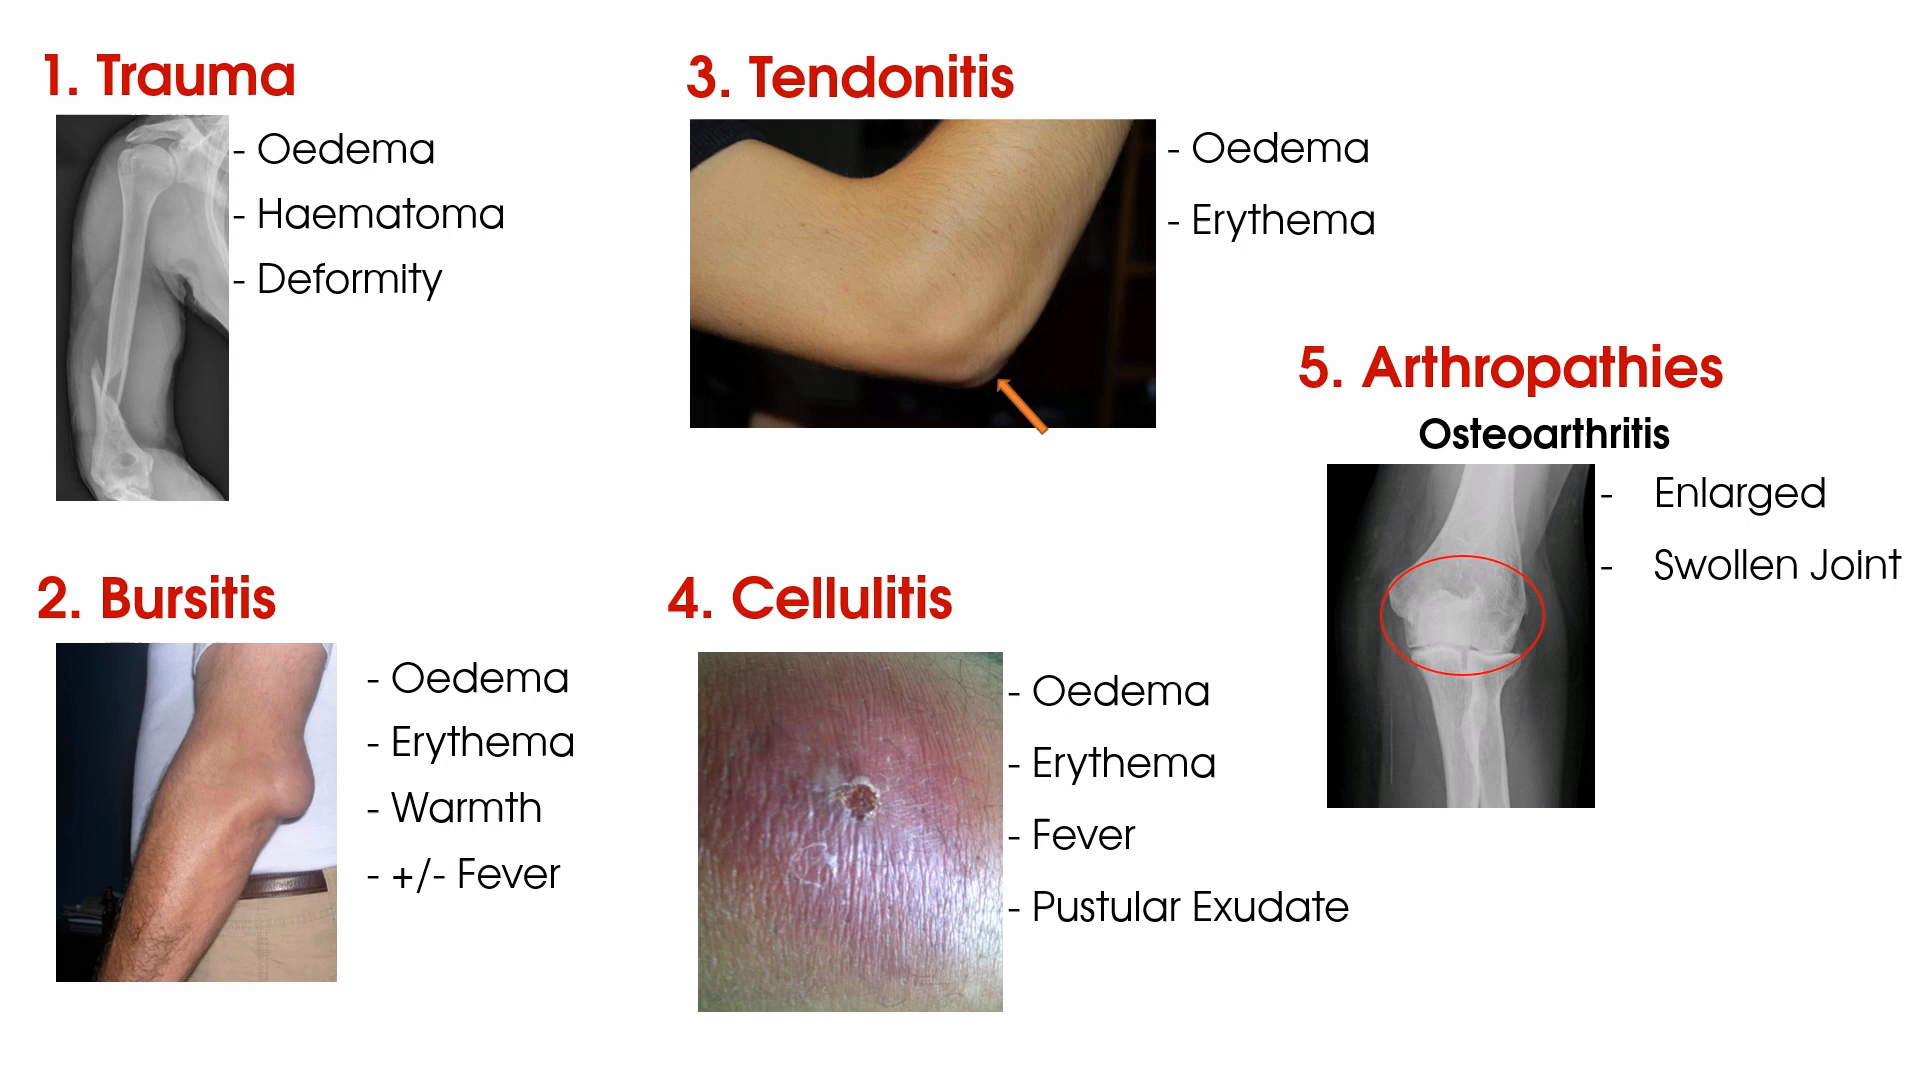 1. Trauma
- Oedema
- Haematoma
- Deformity
2. Bursitis
- Oedema
- Erythema
- Warmth
- +/- Fever
3. Tendonitis
- Oedema
- Erythema
4. Cellulitis
- Oedema
- Erythema
- Fever
- Pustular Exudate
5. Arthropathies
Osteoarthritis
- Enlarged
- Swollen Joint